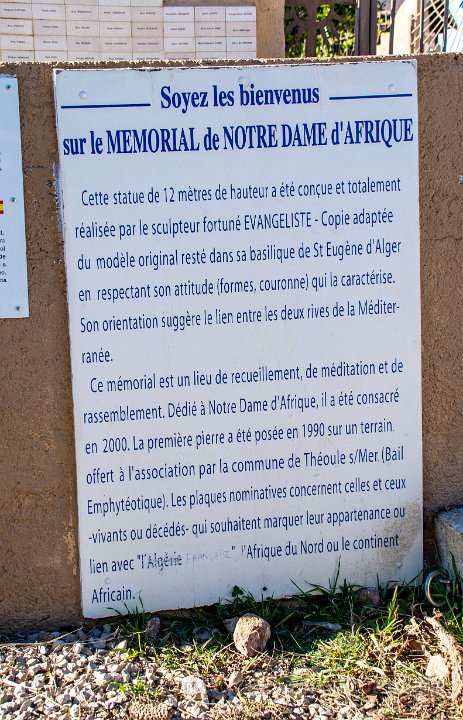 Soyez les bienvenus
sur le MEMORIAL de NOTRE DAME d'AFRIQUE
Cette statue de 12 mètres de hauteur a été conçue et totalement
réalisée par le sculpteur fortuné EVANGELISTE - Copie adaptée
du modèle original resté dans sa basilique de St Eugène d'Alger
en respectant son attitude (formes, couronne) qui la caractérise.
Son orientation suggère le lien entre les deux rives de la Méditer-
ranée.
Ce mémorial est un lieu de recueillement, de méditation et de
rassemblement. Dédié à Notre Dame d'Afrique, il a été consacré
en 2000. La première pierre a été posée en 1990 sur un terrain
offert à l'association par la commune de Théoule s/Mer (Bail
Emphytéotique). Les plaques nominatives concernent celles et ceux
-vivants ou décédés- qui souhaitent marquer leur appartenance ou
lien avec "l'Algérie FRANÇAISE", l'Afrique du Nord ou le continent
Africain.